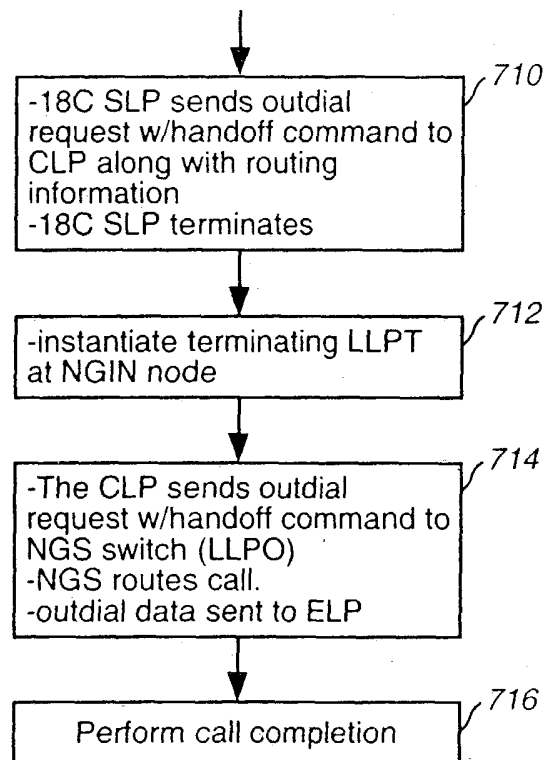 710
-18C SLP sends outdial
request w/handoff command to
CLP along with routing
information
-18C SLP terminates
712
-instantiate terminating LLPT
at NGIN node
714
-The CLP sends outdial
request w/handoff command to
NGS switch (LLPO)
-NGS routes call.
-outdial data sent to ELP
716
Perform call completion